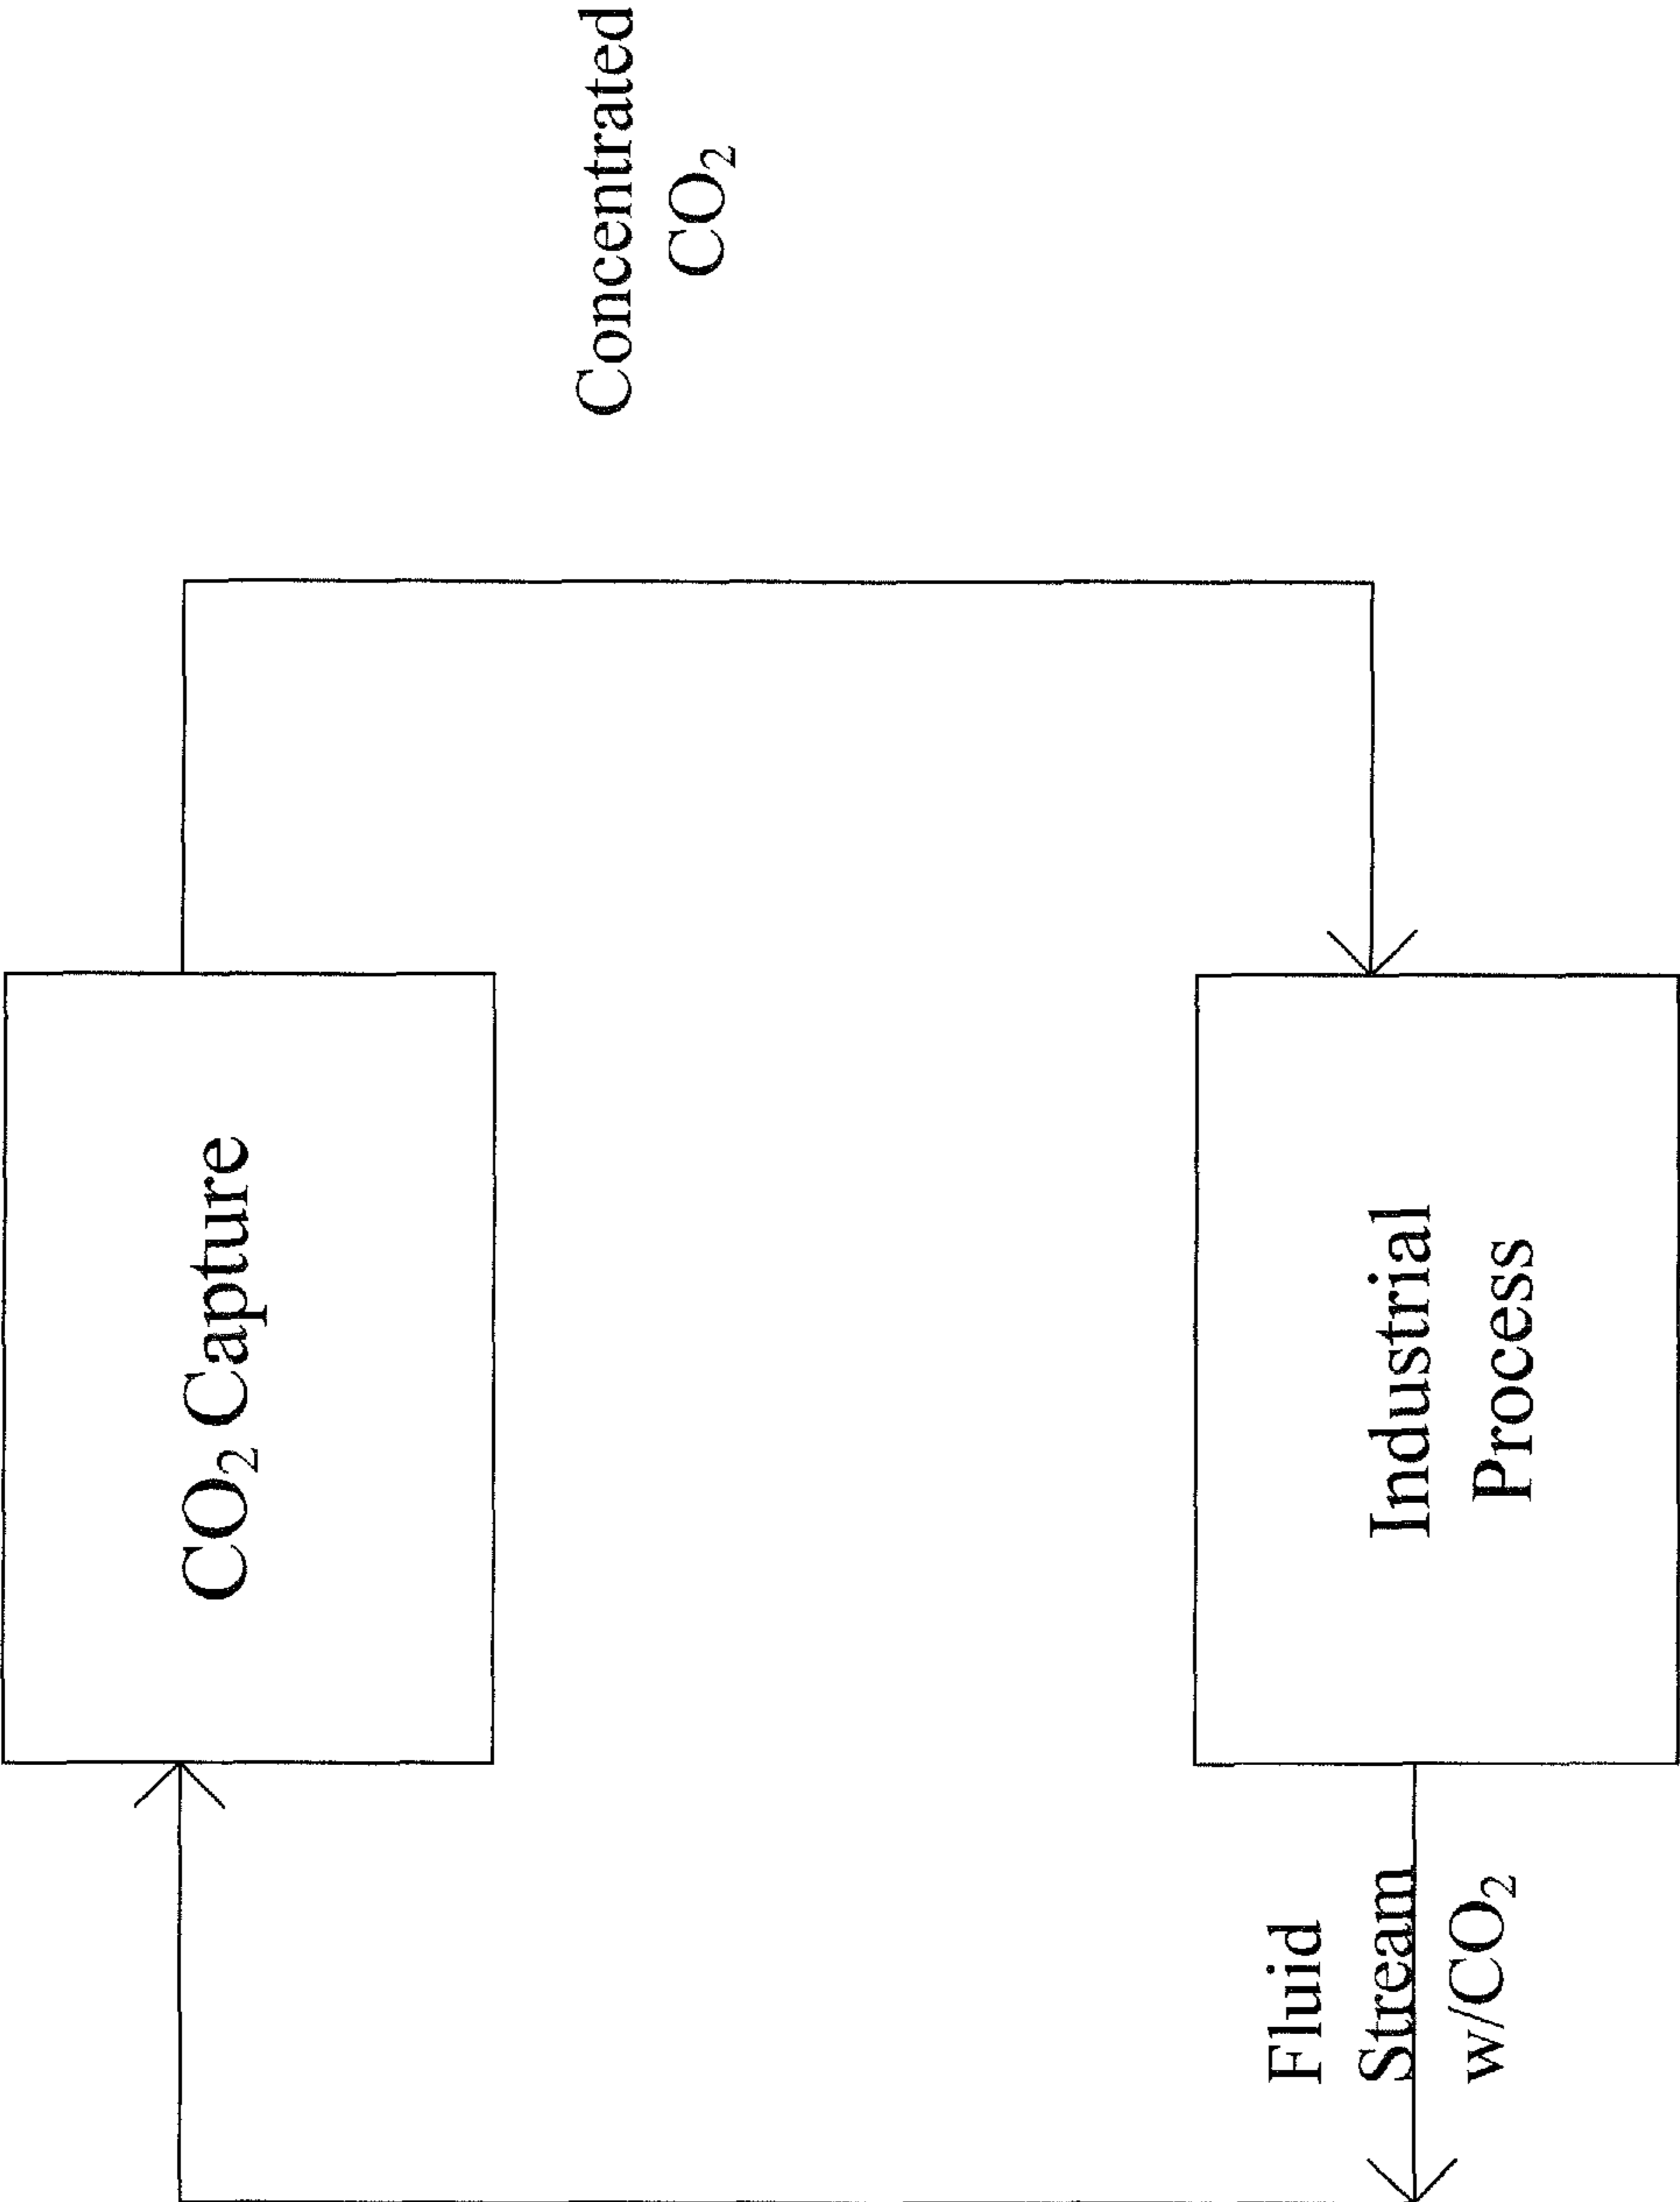 CO₂ Capture
Concentrated
CO₂
Industrial
Process
Fluid
Stream
w/CO₂